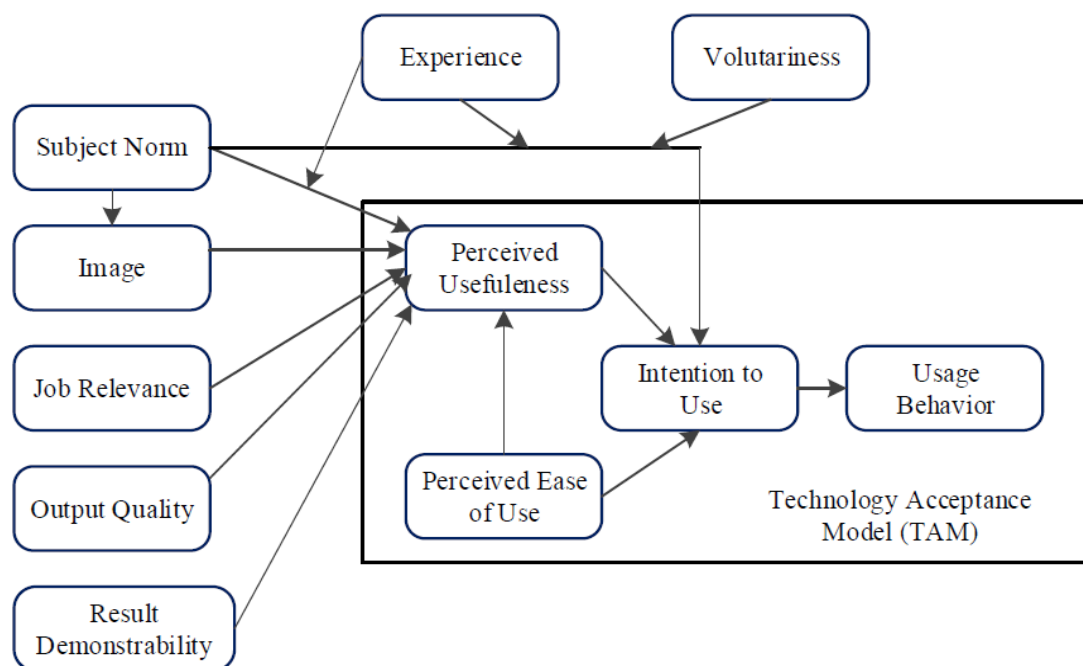 Experience
Volutariness
Subject Norm
Image
Perceived
Usefuleness
Job Relevance
Intention to
Use
Usage
Behavior
Output Quality
Perceived Ease
of Use
Technology Acceptance
Model (TAM)
Result
Demonstrability